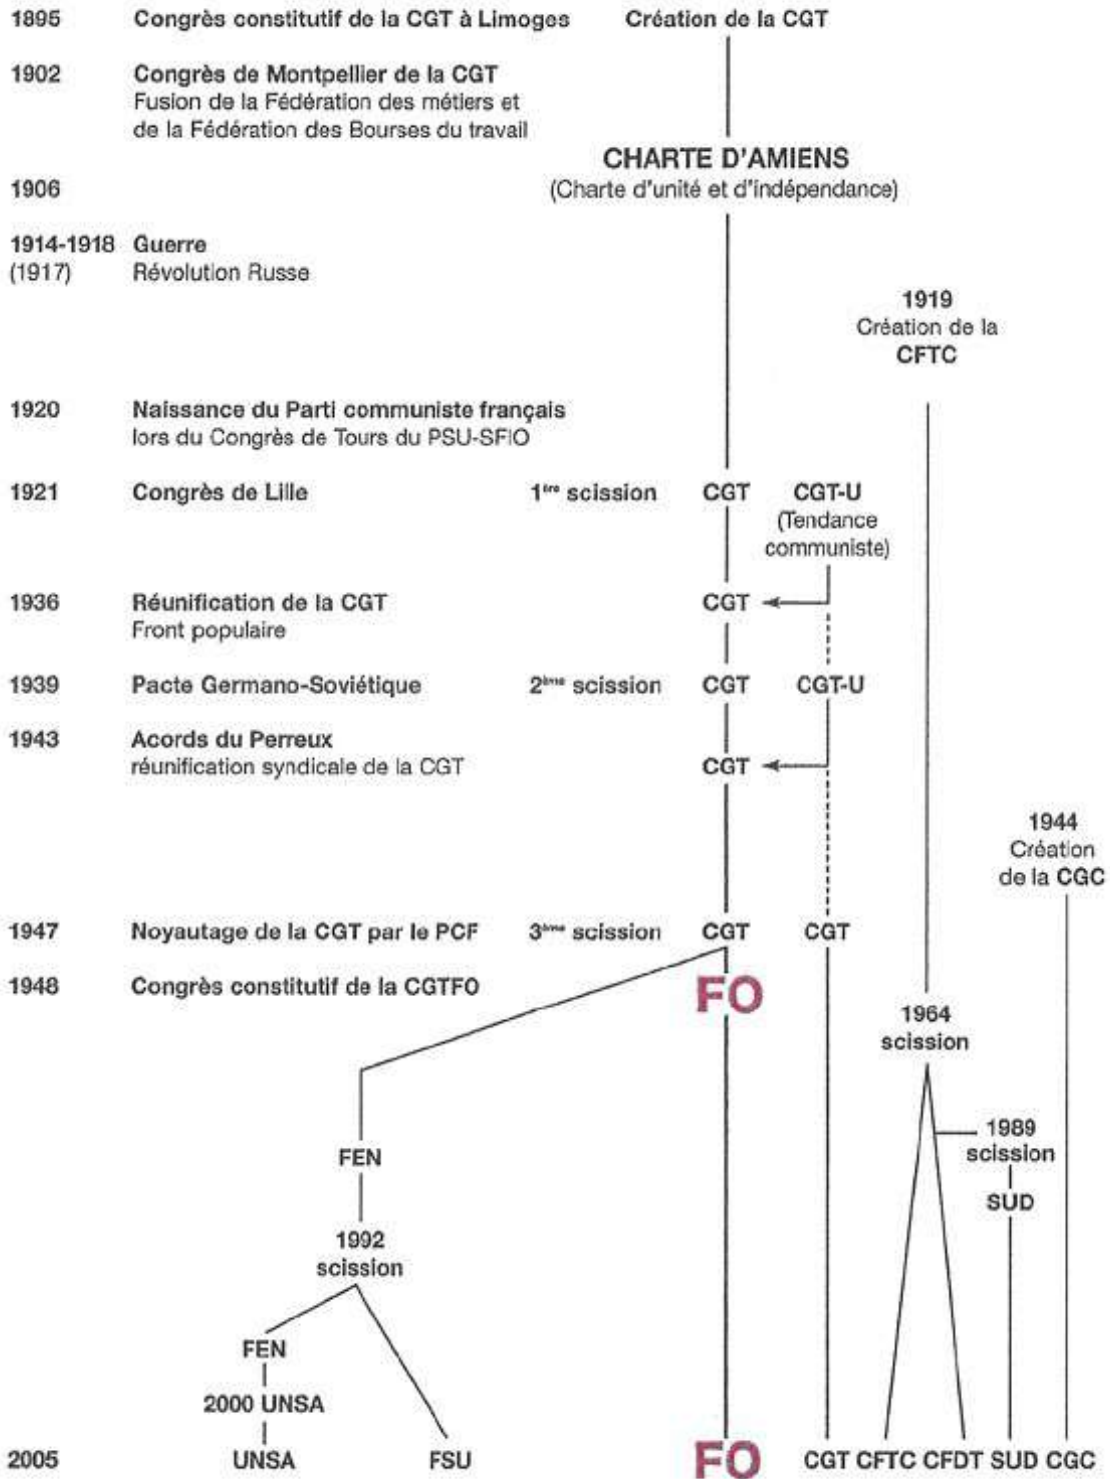 1895 Congrès constitutif de la CGT à Limoges Création de la CGT
1902 Congrès de Montpellier de la CGT
Fusion de la Fédération des métiers et
de la Fédération des Bourses du travail
CHARTE D'AMIENS
1906 (Charte d'unité et d'indépendance)
1914-1918 Guerre
(1917) Révolution Russe
1919
Création de la
CFTC
1920 Naissance du Parti communiste français
lors du Congrès de Tours du PSU-SFIO
1921 Congrès de Lille 1ère scission CGT CGT-U
(Tendance
communiste)
1936 Réunification de la CGT CGT
Front populaire
1939 Pacte Germano-Soviétique 2ème scission CGT CGT-U
1943 Acords du Perreux
réunification syndicale de la CGT CGT
1944
Création
de la CGC
1947 Noyautage de la CGT par le PCF 3ème scission CGT CGT
1948 Congrès constitutif de la CGTFO FO
1964
scission
1989
scission
FEN
SUD
1992
scission
FEN
2000 UNSA
2005 UNSA FSU FO CGT CFTC CFDT SUD CGC